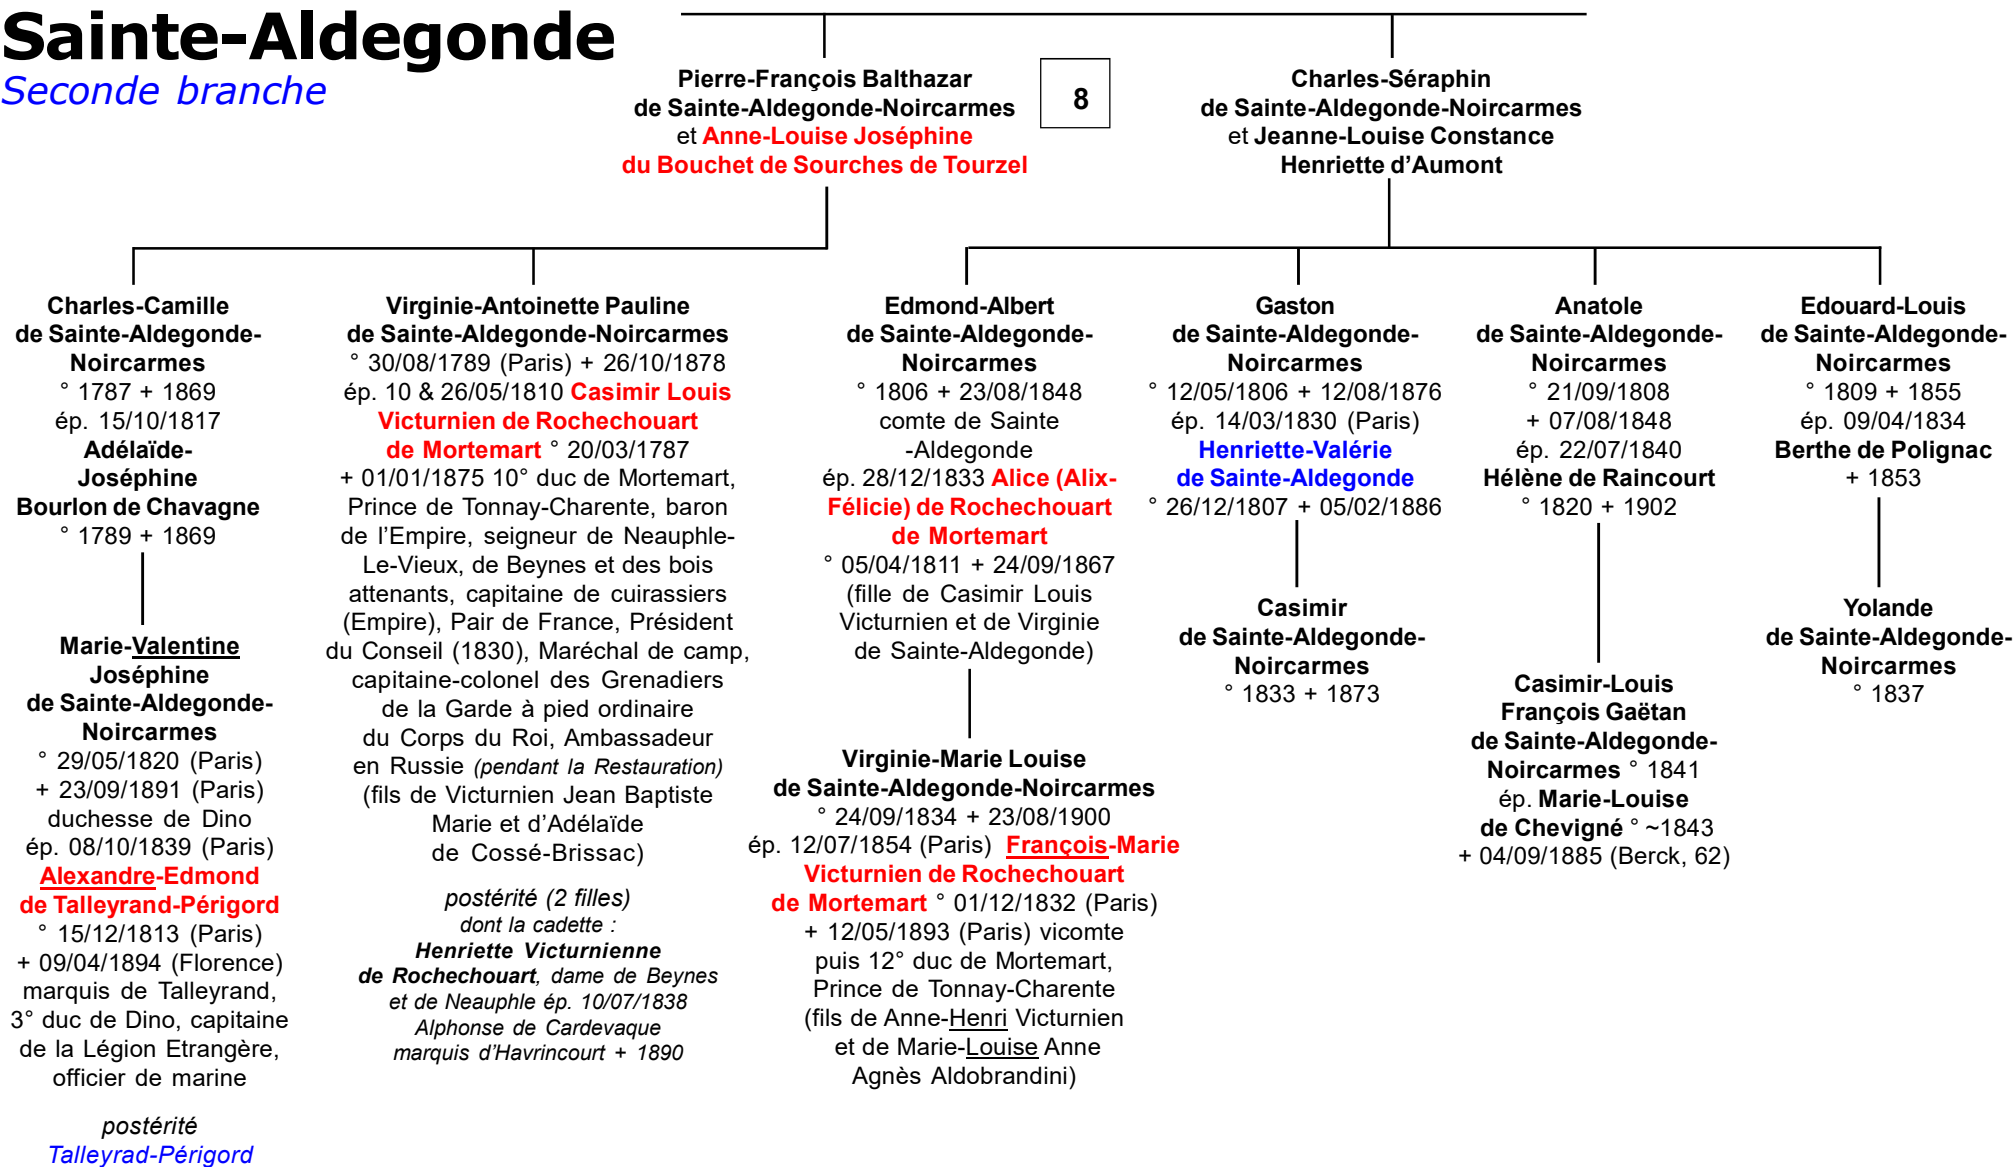 Sainte-Aldegonde
Seconde branche
Pierre-François Balthazar
de Sainte-Aldegonde-Noircarmes
et Anne-Louise Joséphine
du Bouchet de Sourches de Tourzel
8
Charles-Séraphin
de Sainte-Aldegonde-Noircarmes
et Jeanne-Louise Constance
Henriette d’Aumont
Charles-Camille
de Sainte-Aldegonde-
Noircarmes
° 1787 + 1869
ép. 15/10/1817
Adélaïde-
Joséphine
Bourlon de Chavagne
° 1789 + 1869
Marie-Valentine
Joséphine
de Sainte-Aldegonde-
Noircarmes
° 29/05/1820 (Paris)
+ 23/09/1891 (Paris)
duchesse de Dino
ép. 08/10/1839 (Paris)
Alexandre-Edmond
de Talleyrand-Périgord
° 15/12/1813 (Paris)
+ 09/04/1894 (Florence)
marquis de Talleyrand,
3° duc de Dino, capitaine
de la Légion Etrangère,
officier de marine
postérité
Talleyrad-Périgord
Virginie-Antoinette Pauline
de Sainte-Aldegonde-Noircarmes
° 30/08/1789 (Paris) + 26/10/1878
ép. 10 & 26/05/1810 Casimir Louis
Victurnien de Rochechouart
de Mortemart ° 20/03/1787
+ 01/01/1875 10° duc de Mortemart,
Prince de Tonnay-Charente, baron
de l’Empire, seigneur de Neauphle-
Le-Vieux, de Beynes et des bois
attenants, capitaine de cuirassiers
(Empire), Pair de France, Président
du Conseil (1830), Maréchal de camp,
capitaine-colonel des Grenadiers
de la Garde à pied ordinaire
du Corps du Roi, Ambassadeur
en Russie (pendant la Restauration)
(fils de Victurnien Jean Baptiste
Marie et d’Adélaïde
de Cossé-Brissac)
postérité (2 filles)
dont la cadette :
Henriette Victurnienne
de Rochechouart, dame de Beynes
et de Neauphle ép. 10/07/1838
Alphonse de Cardevaque
marquis d’Havrincourt + 1890
Edmond-Albert
de Sainte-Aldegonde-
Noircarmes
° 1806 + 23/08/1848
comte de Sainte
-Aldegonde
ép. 28/12/1833 Alice (Alix-
Félicie) de Rochechouart
de Mortemart
° 05/04/1811 + 24/09/1867
(fille de Casimir Louis
Victurnien et de Virginie
de Sainte-Aldegonde)
Virginie-Marie Louise
de Sainte-Aldegonde-Noircarmes
° 24/09/1834 + 23/08/1900
ép. 12/07/1854 (Paris) François-Marie
Victurnien de Rochechouart
de Mortemart ° 01/12/1832 (Paris)
+ 12/05/1893 (Paris) vicomte
puis 12° duc de Mortemart,
Prince de Tonnay-Charente
(fils de Anne-Henri Victurnien
et de Marie-Louise Anne
Agnès Aldobrandini)
Gaston
de Sainte-Aldegonde-
Noircarmes
° 12/05/1806 + 12/08/1876
ép. 14/03/1830 (Paris)
Henriette-Valérie
de Sainte-Aldegonde
° 26/12/1807 + 05/02/1886
Casimir
de Sainte-Aldegonde-
Noircarmes
° 1833 + 1873
Anatole
de Sainte-Aldegonde-
Noircarmes
° 21/09/1808
+ 07/08/1848
ép. 22/07/1840
Hélène de Raincourt
° 1820 + 1902
Casimir-Louis
François Gaëtan
de Sainte-Aldegonde-
Noircarmes ° 1841
ép. Marie-Louise
de Chevigné ° ~1843
+ 04/09/1885 (Berck, 62)
Edouard-Louis
de Sainte-Aldegonde-
Noircarmes
° 1809 + 1855
ép. 09/04/1834
Berthe de Polignac
+ 1853
Yolande
de Sainte-Aldegonde-
Noircarmes
° 1837